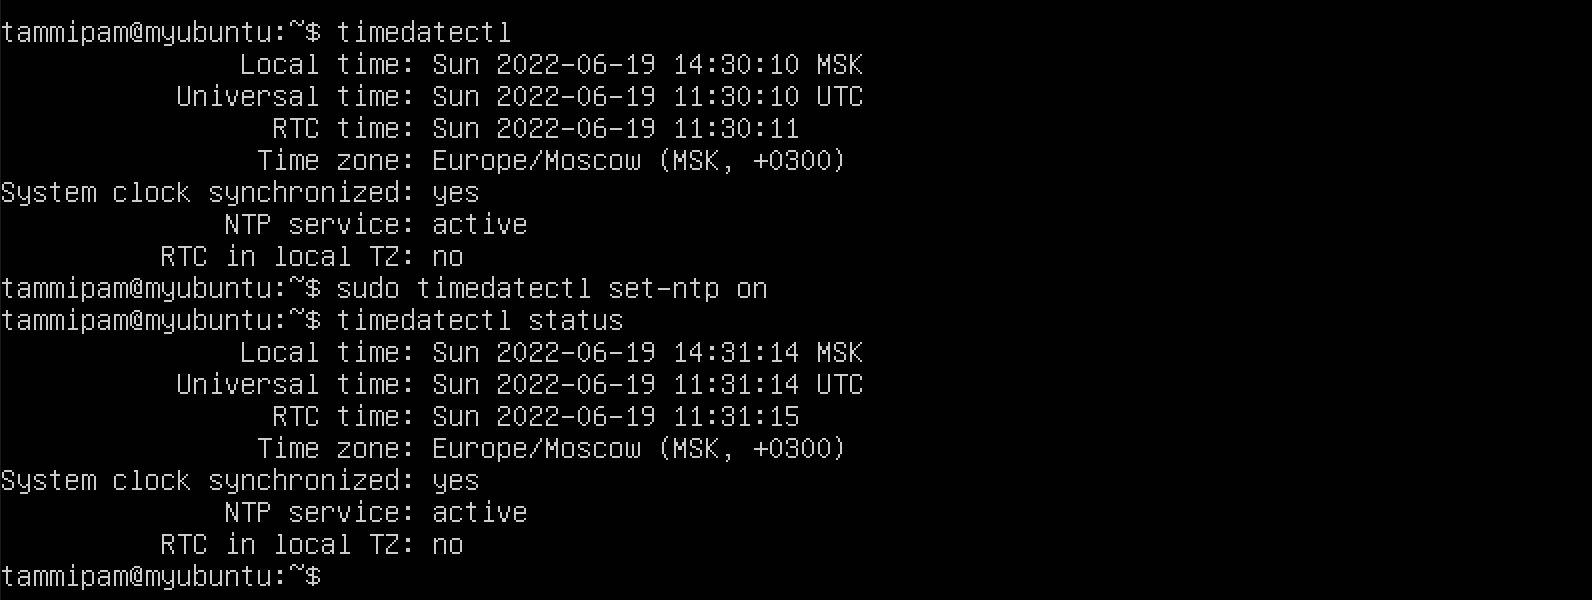 tammipam@myubuntu:~$ timedatectl
Local time: Sun 2022-06-19 14:30:10 MSK
Universal time: Sun 2022-06-19 11:30:10 UTC
RTC time: Sun 2022-06-19 11:30:11
Time zone: Europe/Moscow (MSK, +0300)
System clock synchronized: yes
NTP service: active
RTC in local TZ: no
tammipam@myubuntu:~$ sudo timedatectl set-ntp on
tammipam@myubuntu:~$ timedatectl status
Local time: Sun 2022-06-19 14:31:14 MSK
Universal time: Sun 2022-06-19 11:31:14 UTC
RTC time: Sun 2022-06-19 11:31:15
Time zone: Europe/Moscow (MSK, +0300)
System clock synchronized: yes
NTP service: active
RTC in local TZ: no
tammipam@myubuntu:~$